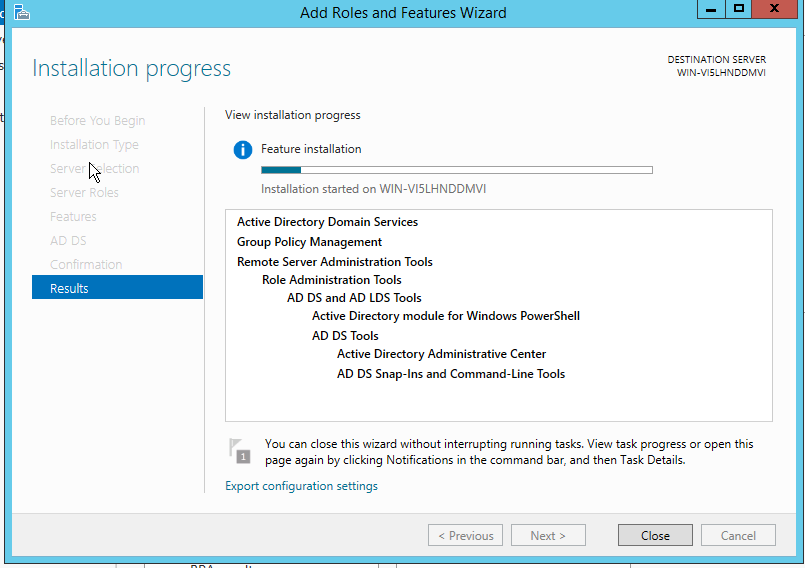 Add Roles and Features Wizard
Installation progress
DESTINATION SERVER
WIN-VI5LHNDDMVI
Before You Begin
Installation Type
Server Selection
Server Roles
Features
AD DS
Confirmation
Results
View installation progress
Feature installation
Installation started on WIN-VI5LHNDDMVI
Active Directory Domain Services
Group Policy Management
Remote Server Administration Tools
Role Administration Tools
AD DS and AD LDS Tools
Active Directory module for Windows PowerShell
AD DS Tools
Active Directory Administrative Center
AD DS Snap-Ins and Command-Line Tools
1
You can close this wizard without interrupting running tasks. View task progress or open this
page again by clicking Notifications in the command bar, and then Task Details.
Export configuration settings
< Previous
Next >
Close
Cancel